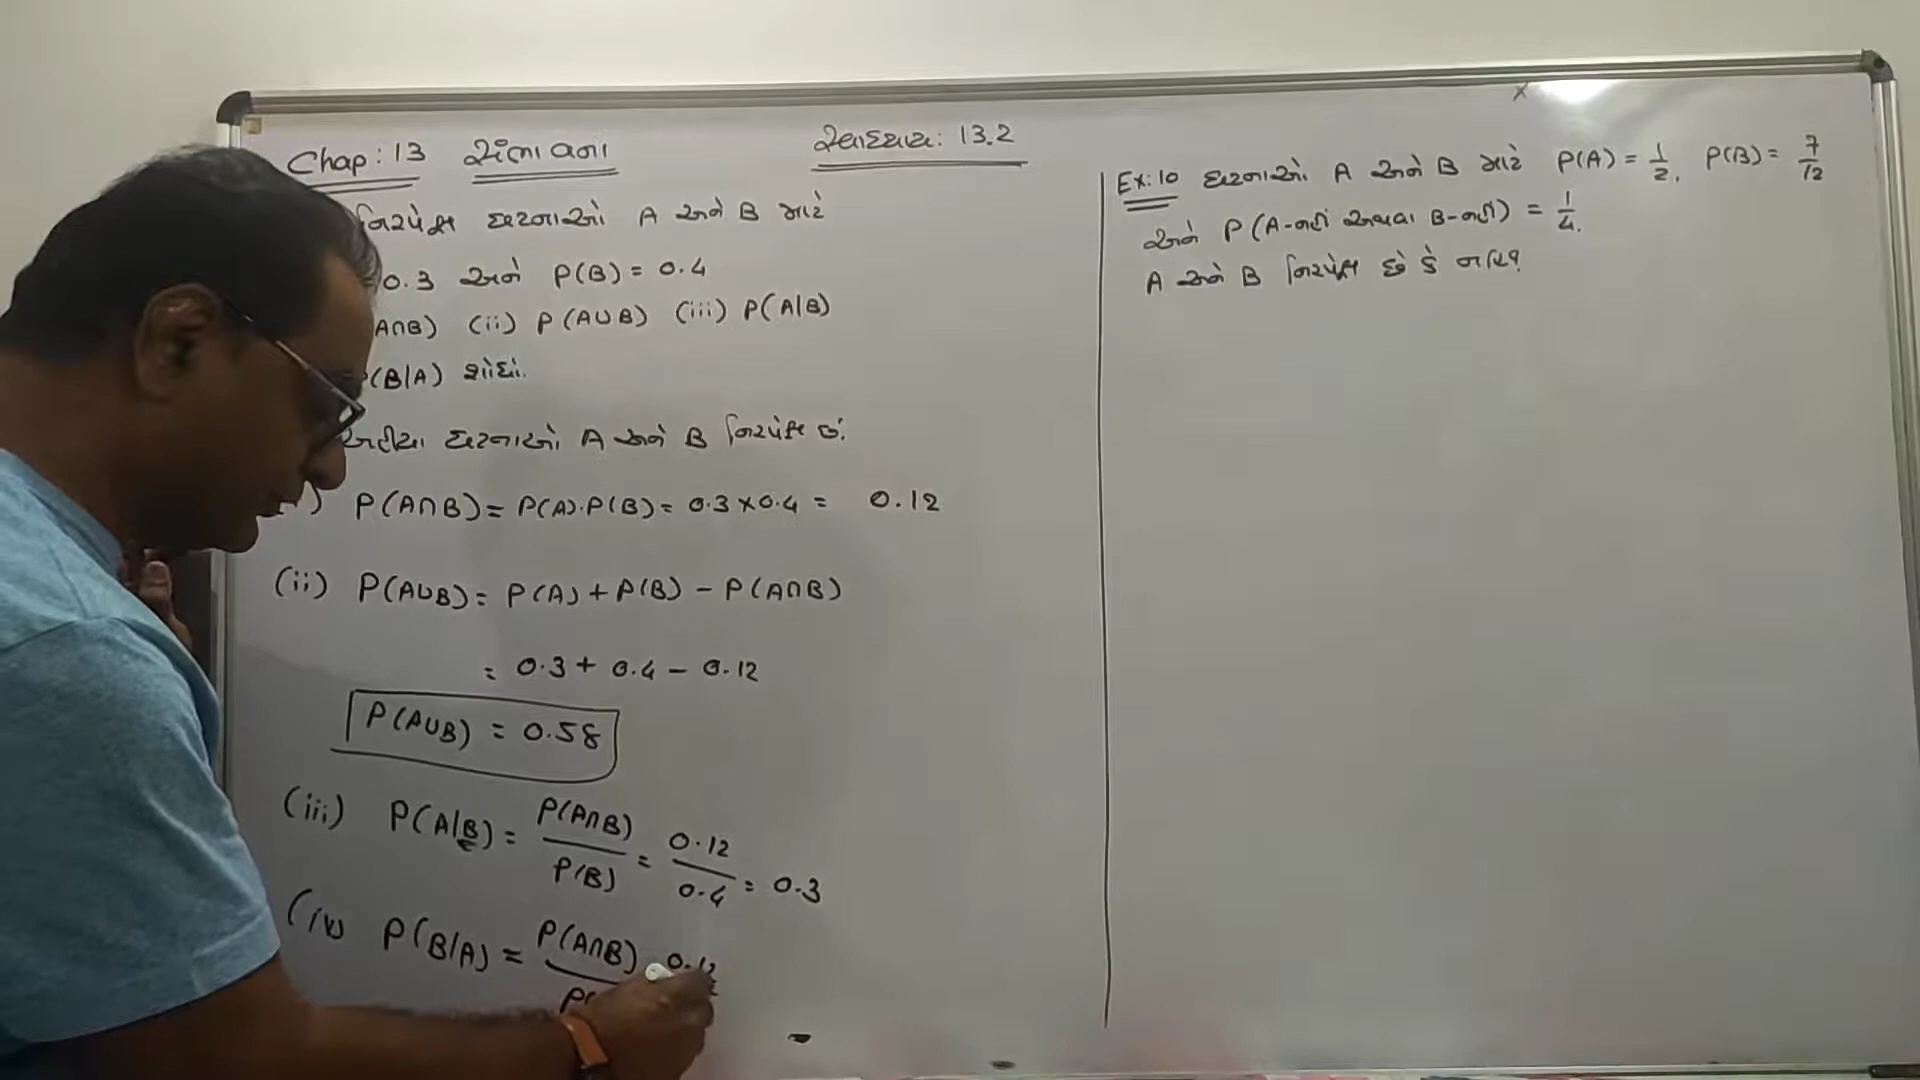 Chap: 13 સંભાવના
સ્વાધ્યાય: 13.2
નિરપેક્ષ ઘટનાઓ A અને B માટે
0.3 અને P(B) = 0.4
A∩B) (ii) P(A∪B) (iii) P(A|B)
P(B/A) શોધો.
અહીંયા ઘટનાઓ A અને B નિરપેક્ષ છે.
) P(A∩B) = P(A).P(B) = 0.3 × 0.4 = 0.12
(ii) P(A∪B) = P(A) + P(B) - P(A∩B)
= 0.3 + 0.4 - 0.12
P(A∪B) = 0.58
(iii) P(A|B) = P(A∩B) / P(B) = 0.12 / 0.4 = 0.3
(iv) P(B/A) = P(A∩B) / P( 0.12
Ex: 10 ઘટનાઓ A અને B માટે P(A) = 1/2, P(B) = 7/12
અને P(A-નહીં અથવા B-નહીં) = 1/4.
A અને B નિરપેક્ષ છે કે નહિ?